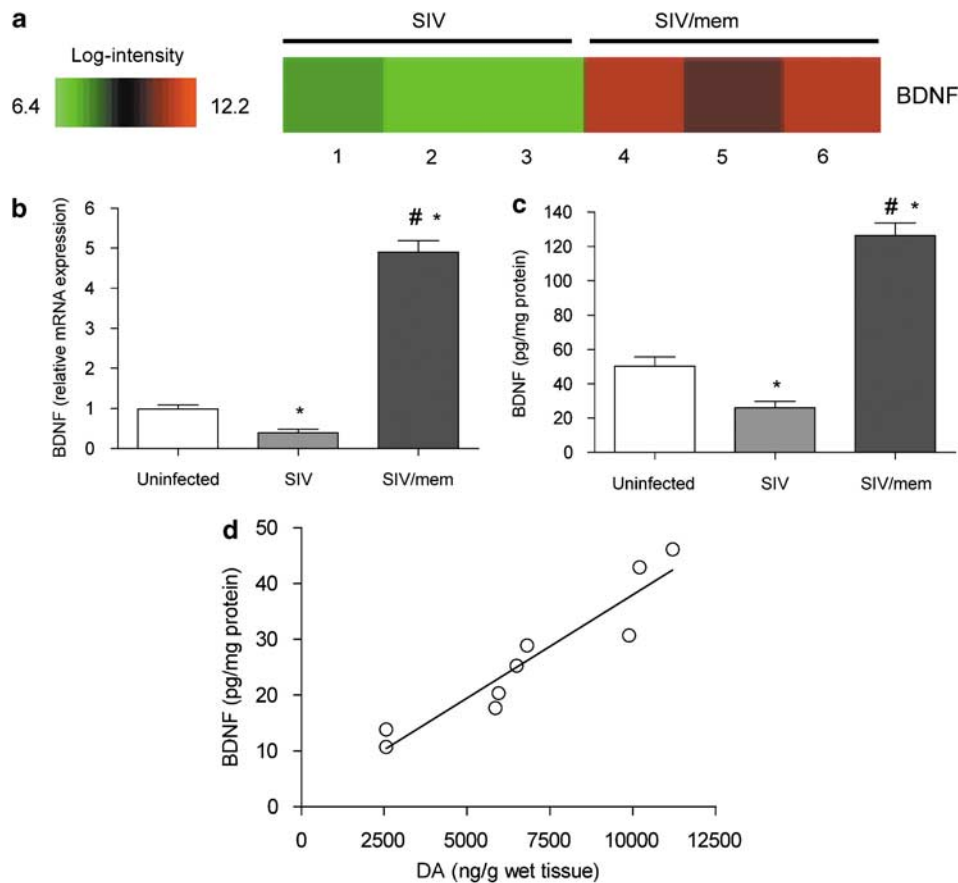 a
SIV
SIV/mem
Log-intensity
6.4
12.2
BDNF
1 2 3 4 5 6
b
BDNF (relative mRNA expression)
6
5
4
3
2
1
0
*
# *
Uninfected SIV SIV/mem
c
BDNF (pg/mg protein)
140
120
100
80
60
40
20
0
*
# *
Uninfected SIV SIV/mem
d
BDNF (pg/mg protein)
50
40
30
20
10
0
0 2500 5000 7500 10000 12500
DA (ng/g wet tissue)